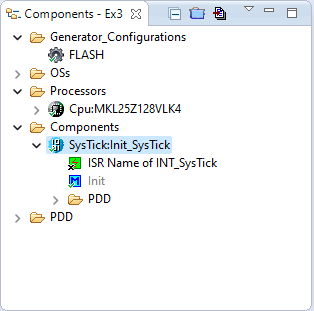 Components - Ex3
Generator_Configurations
FLASH
OSs
Processors
Cpu:MKL25Z128VLK4
Components
SysTick:Init_SysTick
ISR Name of INT_SysTick
Init
PDD
PDD